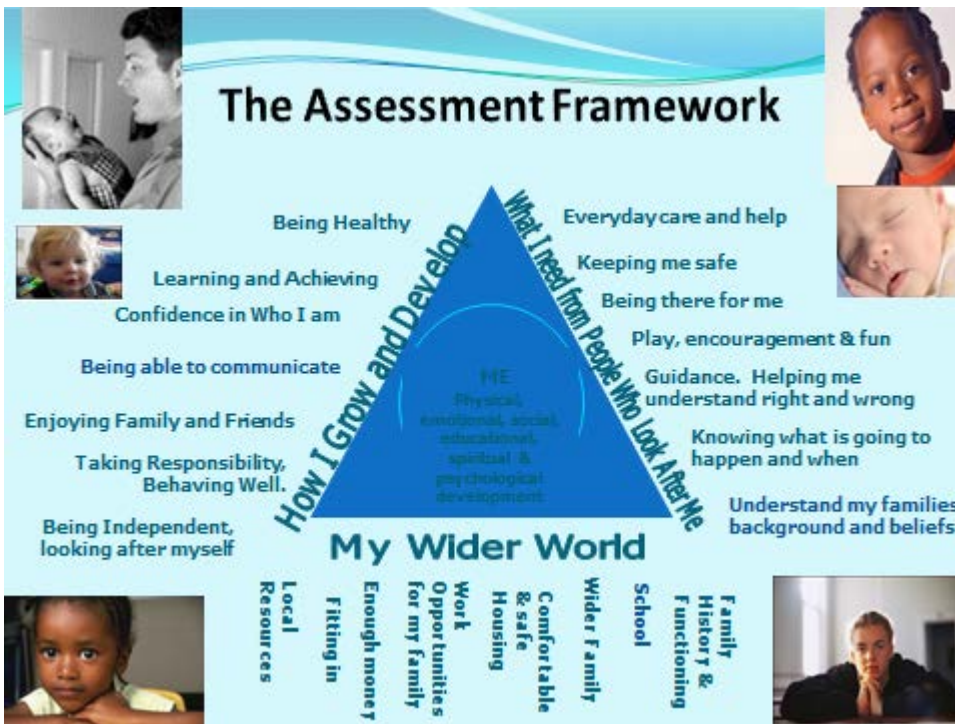 The Assessment Framework
Being Healthy
Learning and Achieving
Confidence in Who I am
Being able to communicate
Enjoying Family and Friends
Taking Responsibility,
Behaving Well.
Being Independent,
looking after myself
How I Grow and Develop
What I need from People Who Look After Me
Everyday care and help
Keeping me safe
Being there for me
Play, encouragement & fun
Guidance. Helping me
understand right and wrong
Knowing what is going to
happen and when
Understand my families
background and beliefs
ME
Physical,
emotional, social,
educational,
spiritual &
psychological
development
My Wider World
Local
Resources
Fitting in
Enough money
Work
Opportunities
for my family
Comfortable
& safe
Housing
Wider Family
School
Family
History &
Functioning